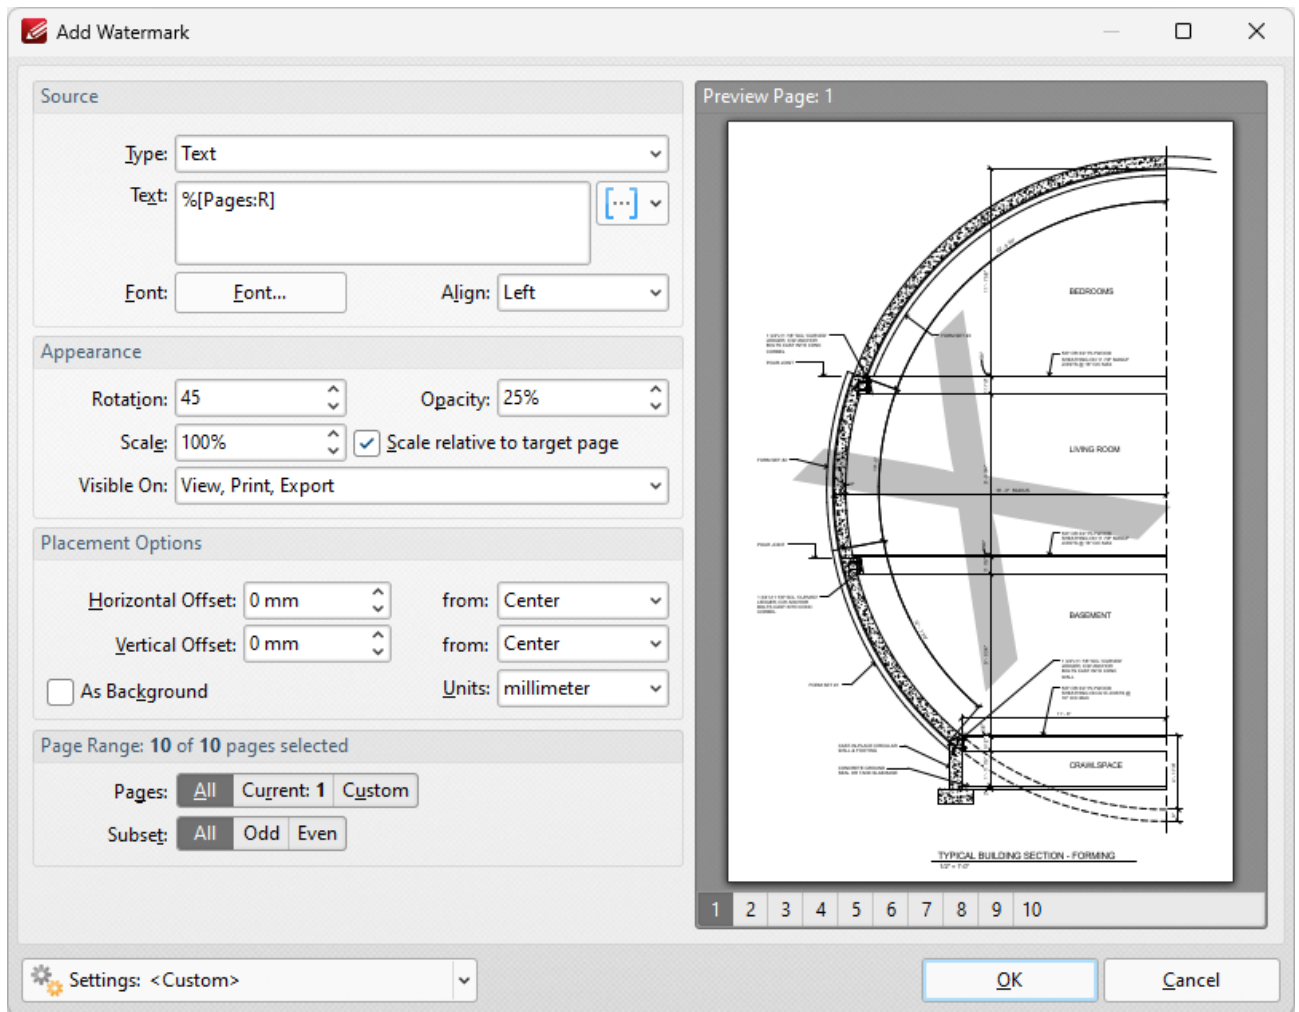 Add Watermark
Source
Type: Text
Text: %[Pages:R]
Font: Font... Align: Left
Appearance
Rotation: 45 Opacity: 25%
Scale: 100% Scale relative to target page
Visible On: View, Print, Export
Placement Options
Horizontal Offset: 0 mm from: Center
Vertical Offset: 0 mm from: Center
As Background Units: millimeter
Page Range: 10 of 10 pages selected
Pages: All Current: 1 Custom
Subset: All Odd Even
Preview Page: 1
BEDROOMS
LIVING ROOM
BASEMENT
CRAWLSPACE
TYPICAL BUILDING SECTION - FORMING
X
1 2 3 4 5 6 7 8 9 10
Settings: <Custom>
OK Cancel